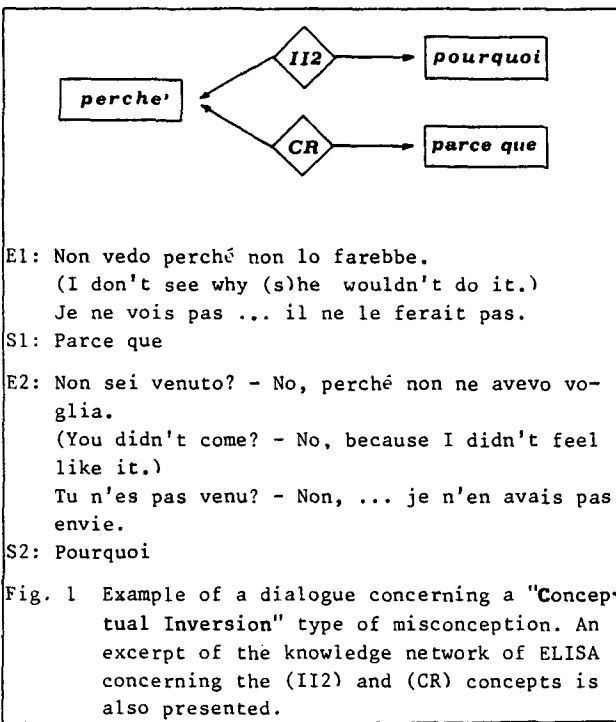 II2
pourquoi
perche'
CR
parce que
E1: Non vedo perché non lo farebbe.
(I don't see why (s)he wouldn't do it.)
Je ne vois pas ... il ne le ferait pas.
S1: Parce que
E2: Non sei venuto? - No, perché non ne avevo vo-
glia.
(You didn't come? - No, because I didn't feel
like it.)
Tu n'es pas venu? - Non, ... je n'en avais pas
envie.
S2: Pourquoi
Fig. 1 Example of a dialogue concerning a "Concep-
tual Inversion" type of misconception. An
excerpt of the knowledge network of ELISA
concerning the (II2) and (CR) concepts is
also presented.